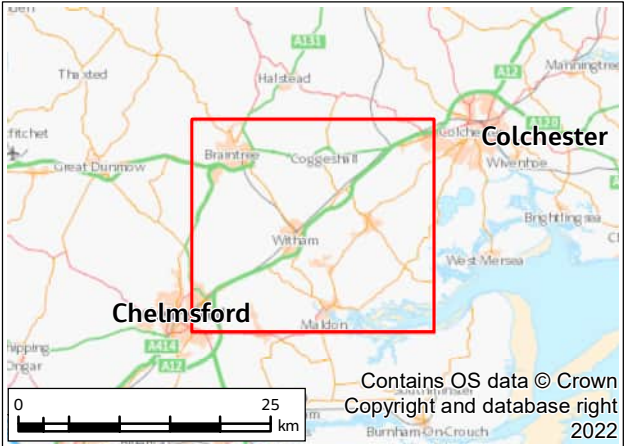 A131
A12
Thaxted
Halstead
Manningtree
Colchester
A120
Braintree
Coggeshall
Great Dunmow
Wivenhoe
Brightlingsea
Witham
West Mersea
Chelmsford
Maldon
A414
Ongar
A12
0 25
km
Burnham-On-Crouch
Contains OS data © Crown
Copyright and database right
2022